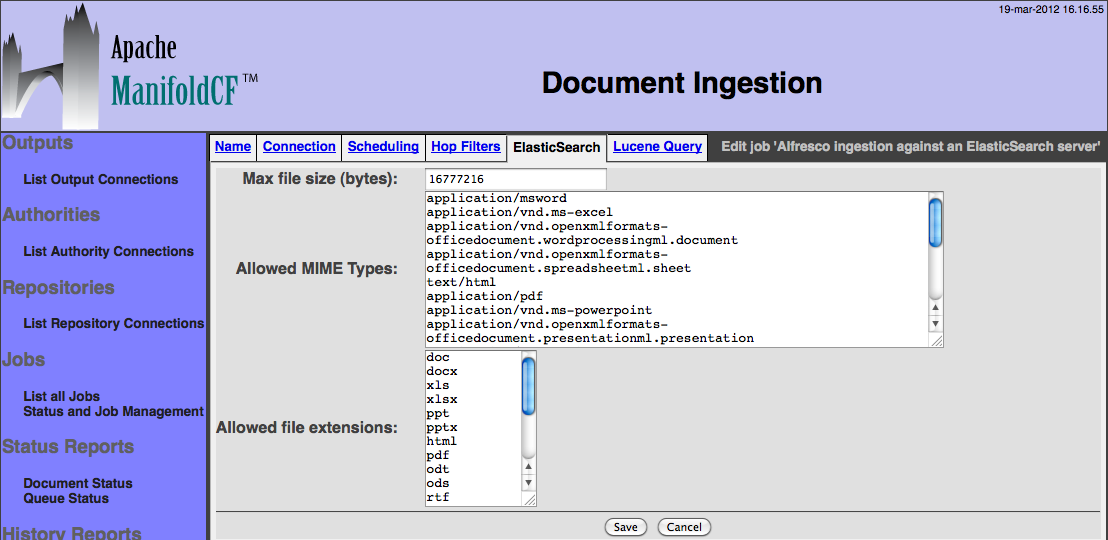 19-mar-2012 16.16.55
Apache
ManifoldCF™
Document Ingestion
Outputs
List Output Connections
Authorities
List Authority Connections
Repositories
List Repository Connections
Jobs
List all Jobs
Status and Job Management
Status Reports
Document Status
Queue Status
History Reports
Name Connection Scheduling Hop Filters ElasticSearch Lucene Query Edit job 'Alfresco ingestion against an ElasticSearch server'
Max file size (bytes): 16777216
Allowed MIME Types:
application/msword
application/vnd.ms-excel
application/vnd.openxmlformats-
officedocument.wordprocessingml.document
application/vnd.openxmlformats-
officedocument.spreadsheetml.sheet
text/html
application/pdf
application/vnd.ms-powerpoint
application/vnd.openxmlformats-
officedocument.presentationml.presentation
Allowed file extensions:
doc
docx
xls
xlsx
ppt
pptx
html
pdf
odt
ods
rtf
Save Cancel